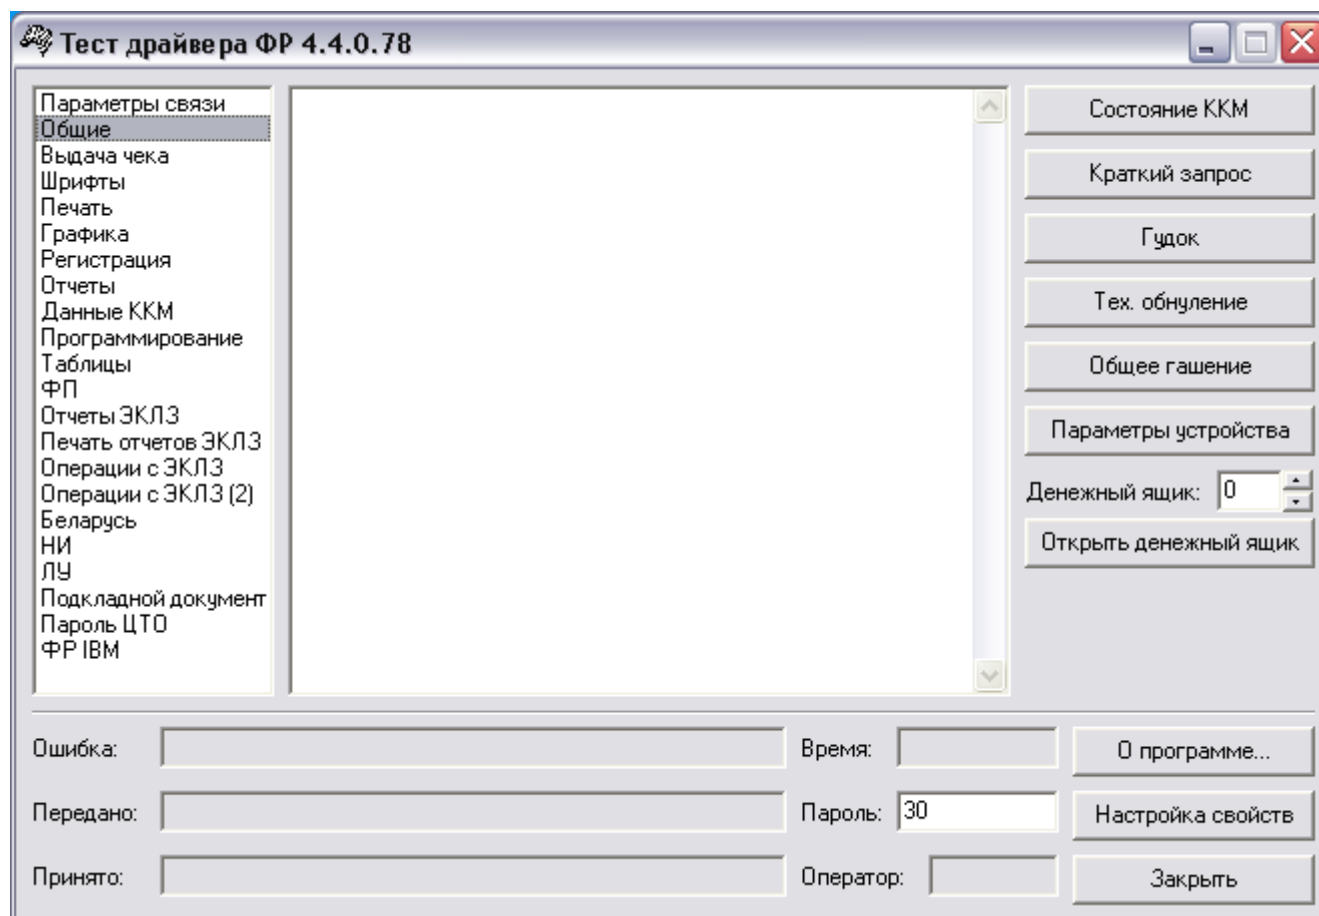 Тест драйвера ФР 4.4.0.78
Параметры связи
Общие
Выдача чека
Шрифты
Печать
Графика
Регистрация
Отчеты
Данные ККМ
Программирование
Таблицы
ФП
Отчеты ЭКЛЗ
Печать отчетов ЭКЛЗ
Операции с ЭКЛЗ
Операции с ЭКЛЗ (2)
Беларусь
НИ
ЛУ
Подкладной документ
Пароль ЦТО
ФР IBM
Состояние ККМ
Краткий запрос
Гудок
Тех. обнуление
Общее гашение
Параметры устройства
Денежный ящик: 0
Открыть денежный ящик
Ошибка:
Время:
О программе...
Передано:
Пароль: 30
Настройка свойств
Принято:
Оператор:
Закрыть